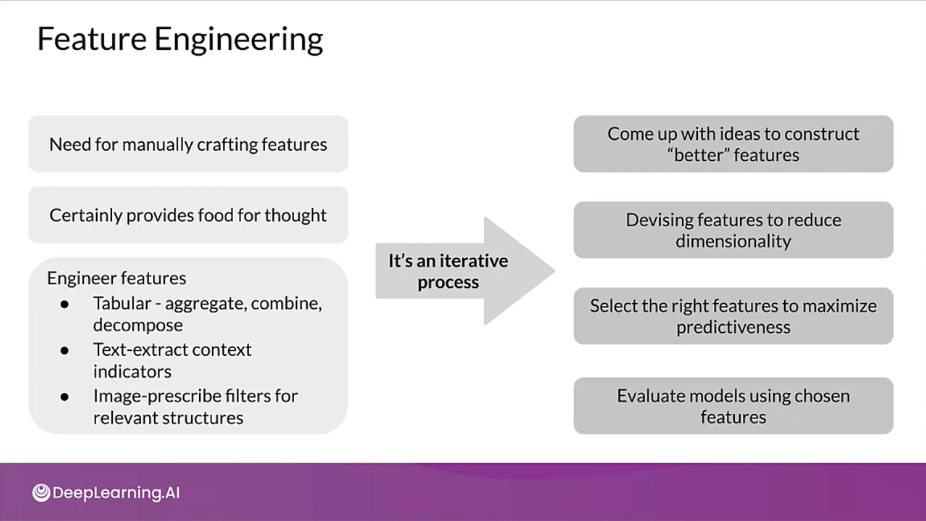 Feature Engineering
Need for manually crafting features
Certainly provides food for thought
Engineer features
● Tabular - aggregate, combine,
decompose
● Text-extract context
indicators
● Image-prescribe filters for
relevant structures
It's an iterative
process
Come up with ideas to construct
“better” features
Devising features to reduce
dimensionality
Select the right features to maximize
predictiveness
Evaluate models using chosen
features
DeepLearning.AI